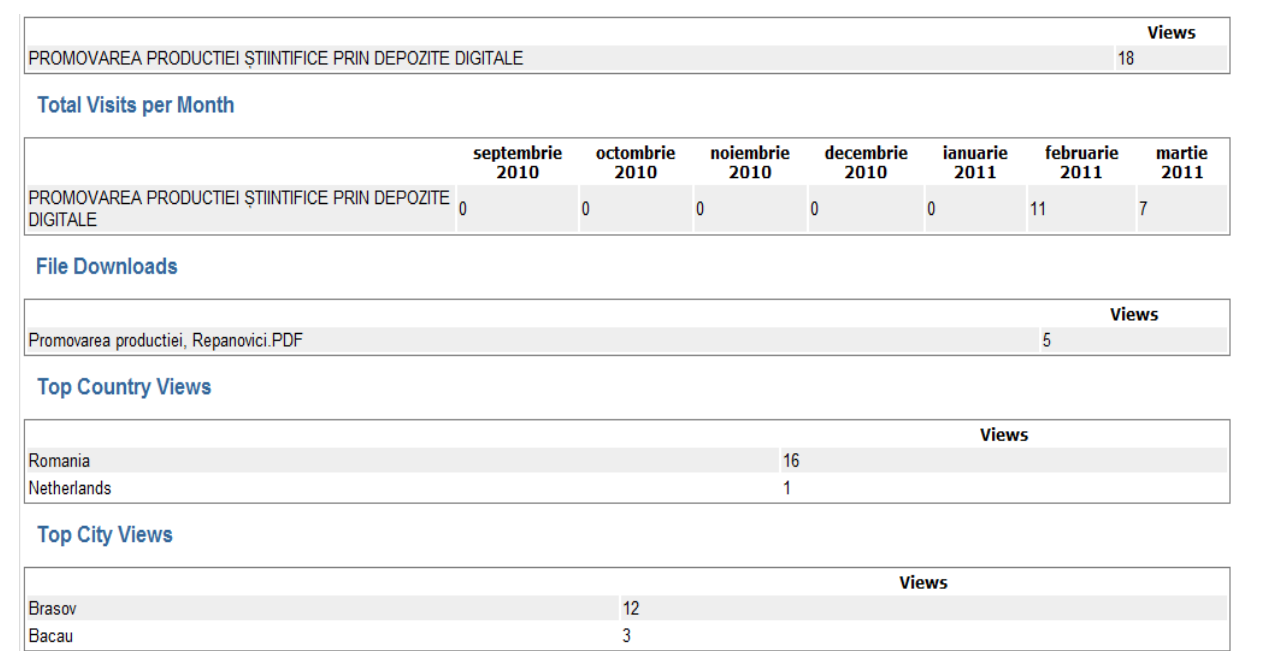 Views
PROMOVAREA PRODUCTIEI ȘTIINTIFICE PRIN DEPOZITE DIGITALE 18
Total Visits per Month
septembrie 2010 octombrie 2010 noiembrie 2010 decembrie 2010 ianuarie 2011 februarie 2011 martie 2011
PROMOVAREA PRODUCTIEI ȘTIINTIFICE PRIN DEPOZITE DIGITALE 0 0 0 0 0 11 7
File Downloads
Views
Promovarea productiei, Repanovici.PDF 5
Top Country Views
Views
Romania 16
Netherlands 1
Top City Views
Views
Brasov 12
Bacau 3